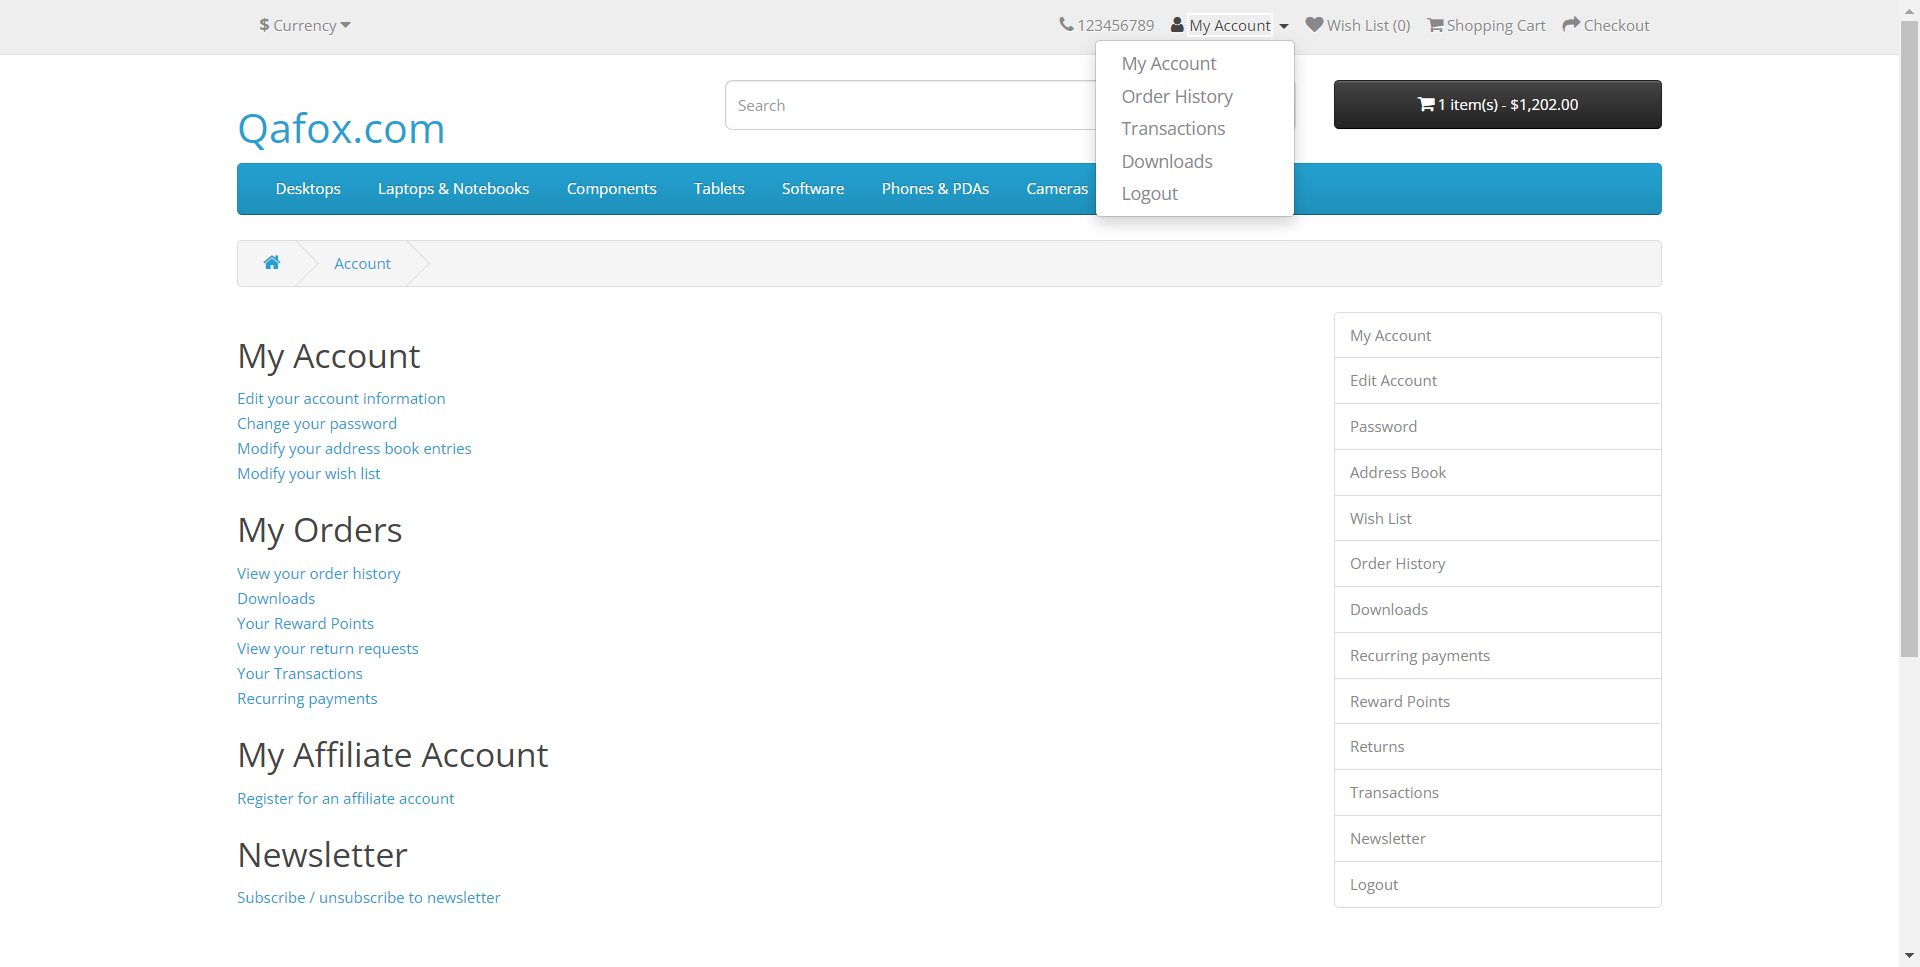 $ Currency
123456789 My Account Wish List (0) Shopping Cart Checkout
My Account
Order History
Transactions
Downloads
Logout
Qafox.com
Search
1 item(s) - $1,202.00
Desktops Laptops & Notebooks Components Tablets Software Phones & PDAs Cameras
Account
My Account
Edit your account information
Change your password
Modify your address book entries
Modify your wish list
My Orders
View your order history
Downloads
Your Reward Points
View your return requests
Your Transactions
Recurring payments
My Affiliate Account
Register for an affiliate account
Newsletter
Subscribe / unsubscribe to newsletter
My Account
Edit Account
Password
Address Book
Wish List
Order History
Downloads
Recurring payments
Reward Points
Returns
Transactions
Newsletter
Logout